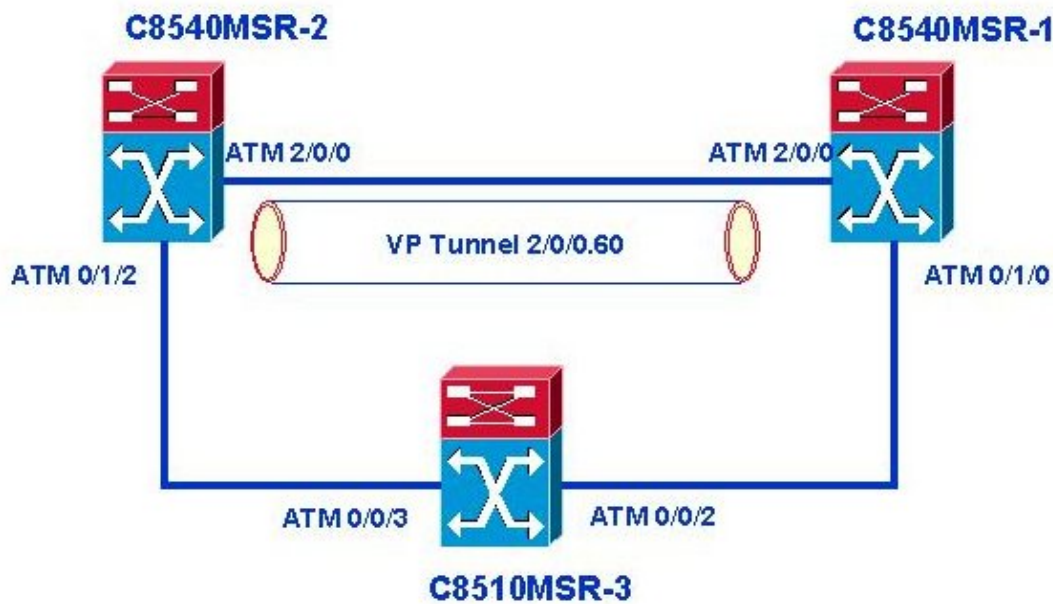 C8540MSR-2
C8540MSR-1
ATM 2/0/0
ATM 2/0/0
VP Tunnel 2/0/0.60
ATM 0/1/2
ATM 0/1/0
ATM 0/0/3
ATM 0/0/2
C8510MSR-3